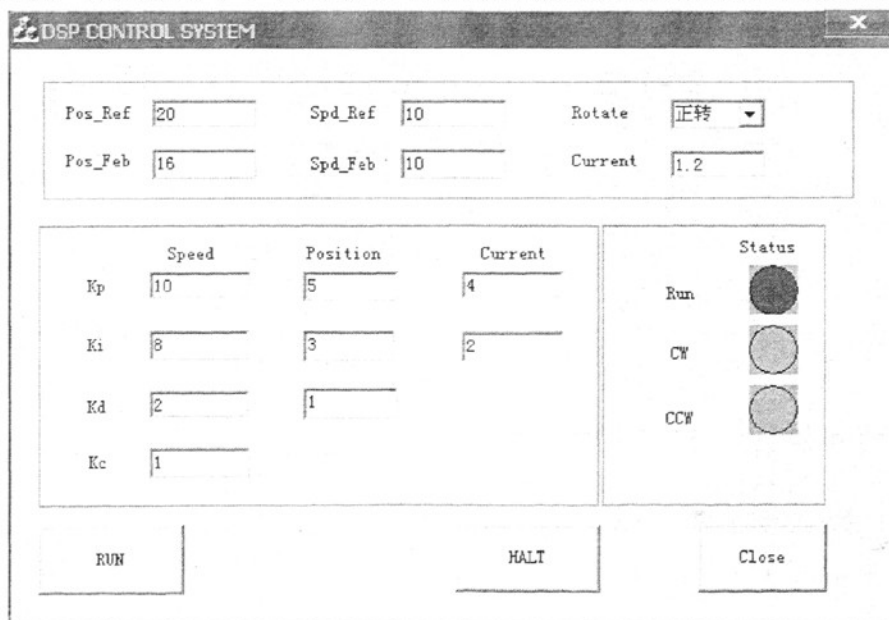 DSP CONTROL SYSTEM
Pos_Ref 20 Spd_Ref 10 Rotate 正转
Pos_Feb 16 Spd_Feb 10 Current 1.2
Speed Position Current
Kp 10 5 4
Ki 8 3 2
Kd 2 1
Kc 1
Status
Run
CW
CCW
RUN HALT Close